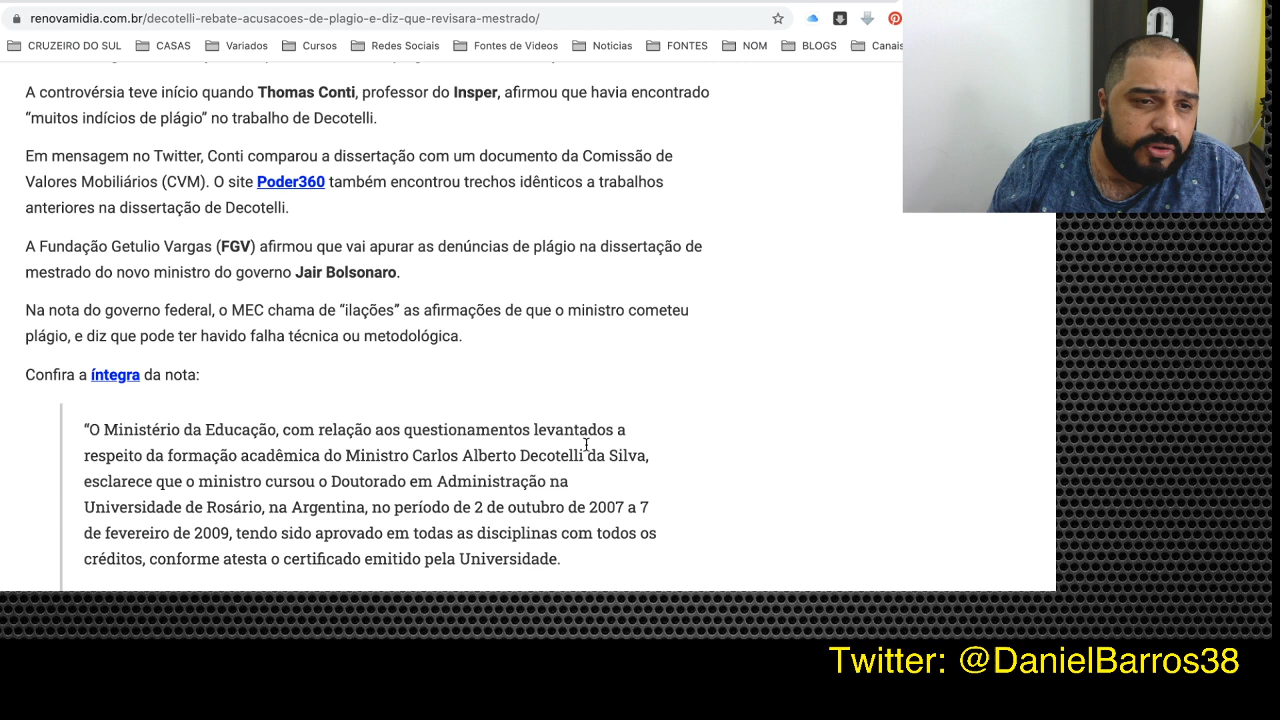 renovamidia.com.br/decotelli-rebate-acusacoes-de-plagio-e-diz-que-revisara-mestrado/
CRUZEIRO DO SUL CASAS Variados Cursos Redes Sociais Fontes de Videos Noticias FONTES NOM BLOGS Canais
A controvérsia teve início quando Thomas Conti, professor do Insper, afirmou que havia encontrado
“muitos indícios de plágio” no trabalho de Decotelli.
Em mensagem no Twitter, Conti comparou a dissertação com um documento da Comissão de
Valores Mobiliários (CVM). O site Poder360 também encontrou trechos idênticos a trabalhos
anteriores na dissertação de Decotelli.
A Fundação Getulio Vargas (FGV) afirmou que vai apurar as denúncias de plágio na dissertação de
mestrado do novo ministro do governo Jair Bolsonaro.
Na nota do governo federal, o MEC chama de “ilações” as afirmações de que o ministro cometeu
plágio, e diz que pode ter havido falha técnica ou metodológica.
Confira a íntegra da nota:
“O Ministério da Educação, com relação aos questionamentos levantados a
respeito da formação acadêmica do Ministro Carlos Alberto Decotelli da Silva,
esclarece que o ministro cursou o Doutorado em Administração na
Universidade de Rosário, na Argentina, no período de 2 de outubro de 2007 a 7
de fevereiro de 2009, tendo sido aprovado em todas as disciplinas com todos os
créditos, conforme atesta o certificado emitido pela Universidade.
Twitter: @DanielBarros38